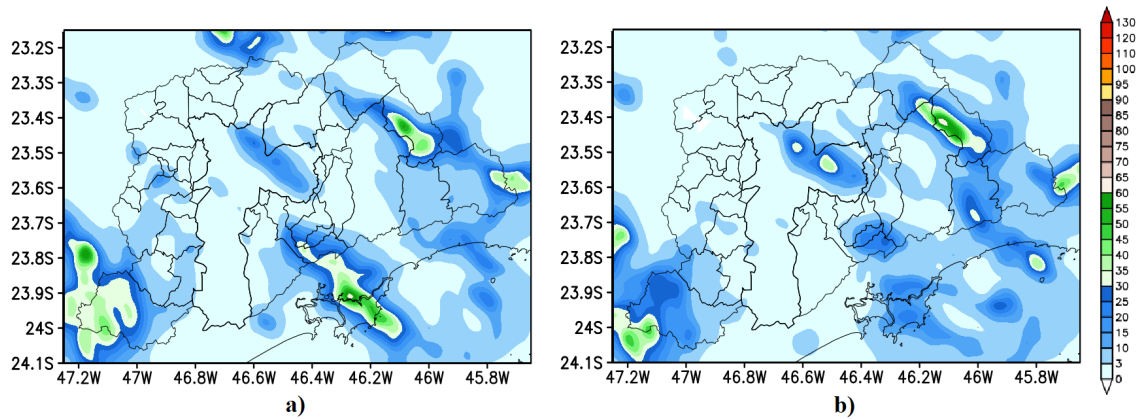 23.2S
23.3S
23.4S
23.5S
23.6S
23.7S
23.8S
23.9S
24S
24.1S
47.2W 47W 46.8W 46.6W 46.4W 46.2W 46W 45.8W
a)
23.2S
23.3S
23.4S
23.5S
23.6S
23.7S
23.8S
23.9S
24S
24.1S
47.2W 47W 46.8W 46.6W 46.4W 46.2W 46W 45.8W
b)
130
120
110
100
95
90
85
80
75
70
65
60
55
50
45
40
35
30
25
20
15
10
5
3
0